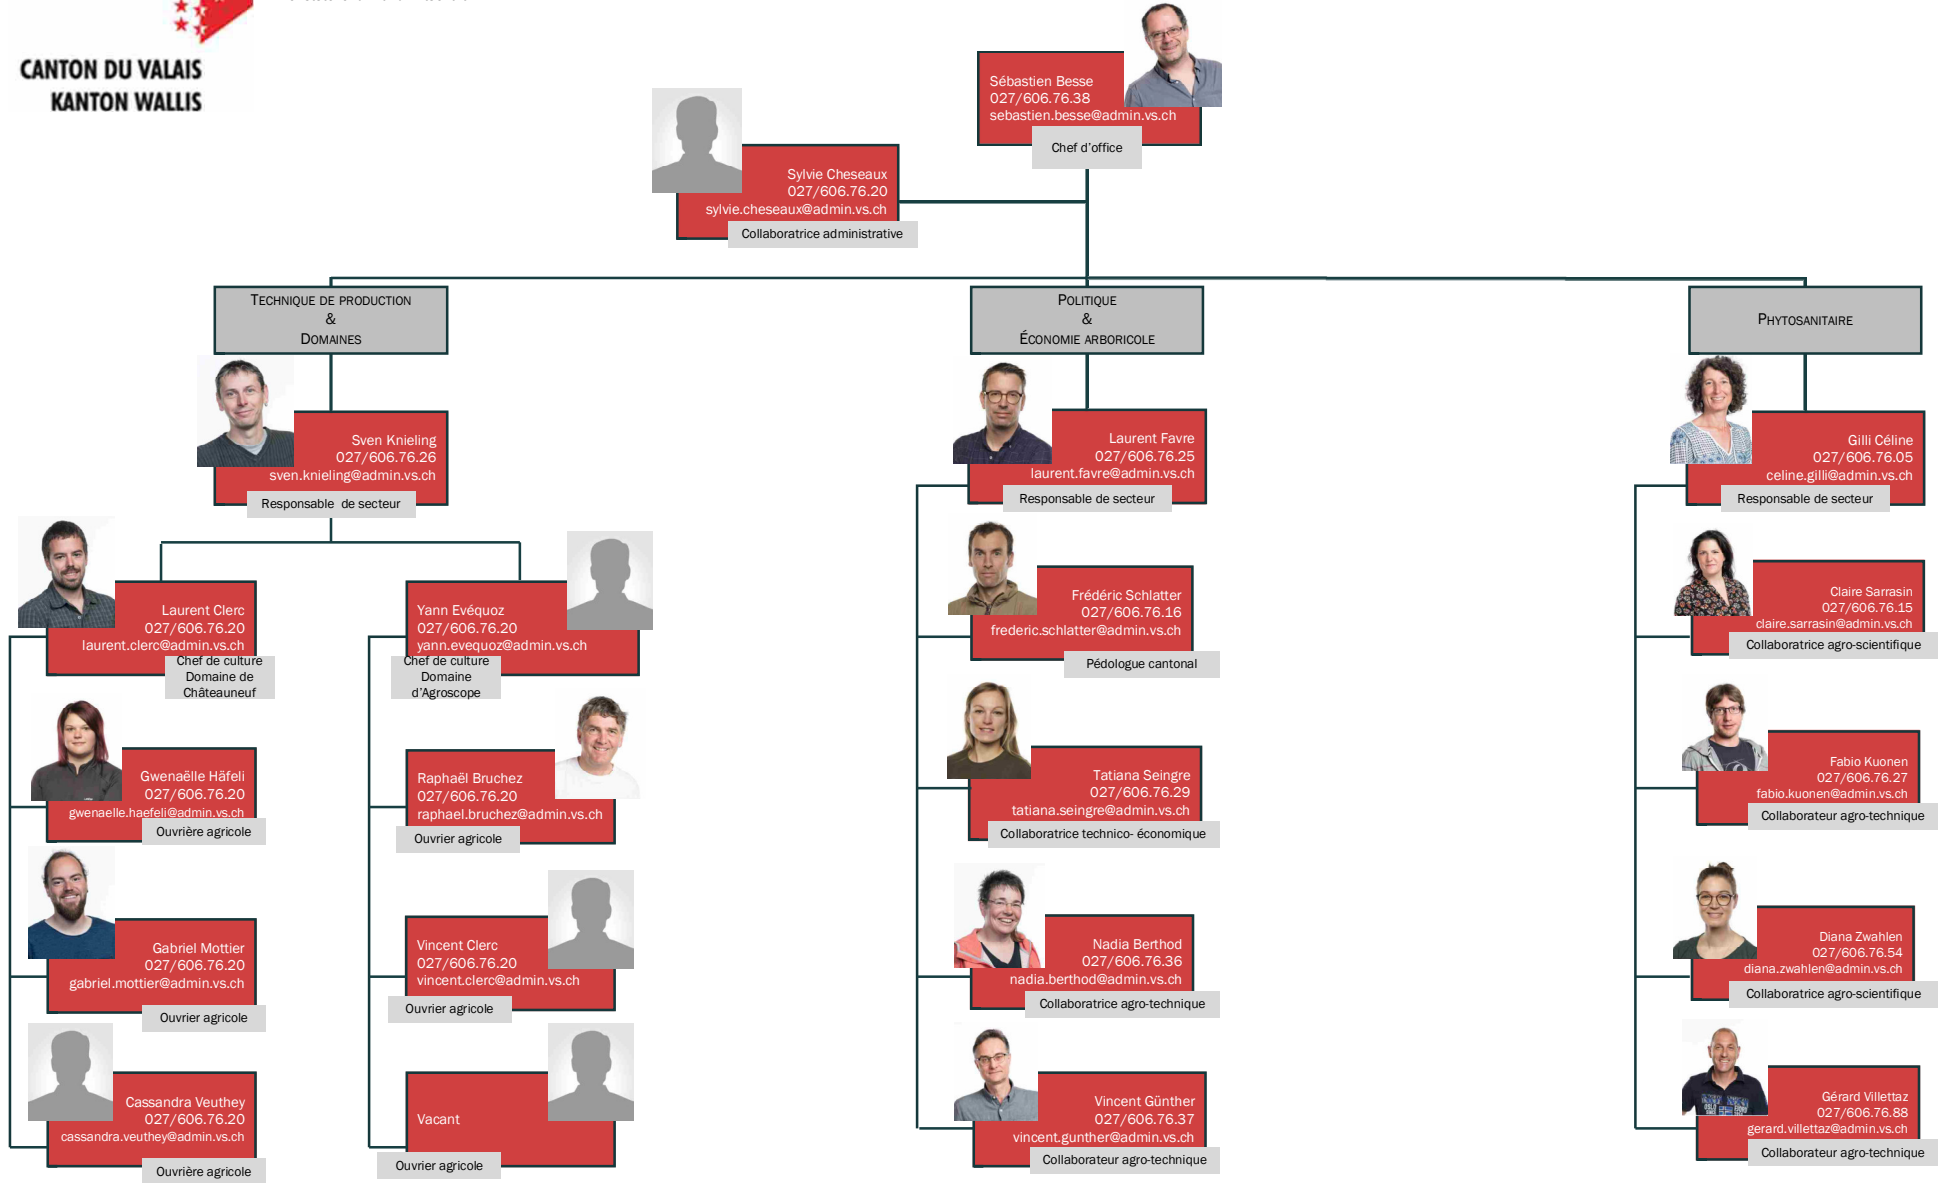 CANTON DU VALAIS
KANTON WALLIS
Sébastien Besse
027/606.76.38
sebastien.besse@admin.vs.ch
Chef d'office
Sylvie Cheseaux
027/606.76.20
sylvie.cheseaux@admin.vs.ch
Collaboratrice administrative
TECHNIQUE DE PRODUCTION
&
DOMAINES
Sven Knieling
027/606.76.26
sven.knieling@admin.vs.ch
Responsable de secteur
Laurent Clerc
027/606.76.20
laurent.clerc@admin.vs.ch
Chef de culture
Domaine de
Châteauneuf
Gwenaëlle Häfeli
027/606.76.20
gwenaelle.haefeli@admin.vs.ch
Ouvrière agricole
Gabriel Mottier
027/606.76.20
gabriel.mottier@admin.vs.ch
Ouvrier agricole
Cassandra Veuthey
027/606.76.20
cassandra.veuthey@admin.vs.ch
Ouvrière agricole
Yann Evéquoz
027/606.76.20
yann.evequoz@admin.vs.ch
Chef de culture
Domaine
d'Agroscope
Raphaël Bruchez
027/606.76.20
raphael.bruchez@admin.vs.ch
Ouvrier agricole
Vincent Clerc
027/606.76.20
vincent.clerc@admin.vs.ch
Ouvrier agricole
Vacant
Ouvrier agricole
POLITIQUE
&
ÉCONOMIE ARBORICOLE
Laurent Favre
027/606.76.25
laurent.favre@admin.vs.ch
Responsable de secteur
Frédéric Schlatter
027/606.76.16
frederic.schlatter@admin.vs.ch
Pédologue cantonal
Tatiana Seingre
027/606.76.29
tatiana.seingre@admin.vs.ch
Collaboratrice technico- économique
Nadia Berthod
027/606.76.36
nadia.berthod@admin.vs.ch
Collaboratrice agro-technique
Vincent Günther
027/606.76.37
vincent.gunther@admin.vs.ch
Collaborateur agro-technique
PHYTOSANITAIRE
Gilli Céline
027/606.76.05
celine.gilli@admin.vs.ch
Responsable de secteur
Claire Sarrasin
027/606.76.15
claire.sarrasin@admin.vs.ch
Collaboratrice agro-scientifique
Fabio Kuonen
027/606.76.27
fabio.kuonen@admin.vs.ch
Collaborateur agro-technique
Diana Zwahlen
027/606.76.54
diana.zwahlen@admin.vs.ch
Collaboratrice agro-scientifique
Gérard Villettaz
027/606.76.88
gerard.villettaz@admin.vs.ch
Collaborateur agro-technique